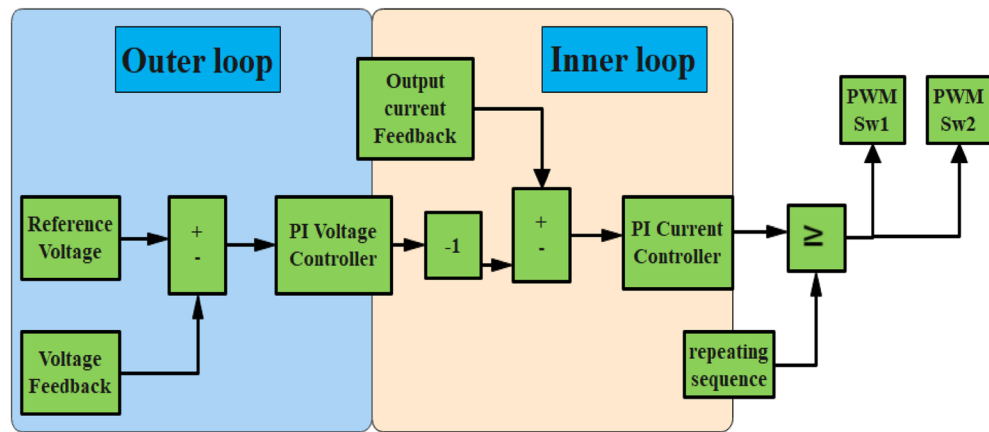 Outer loop
Inner loop
Output
current
Feedback
PWM
Sw1
PWM
Sw2
Reference
Voltage
+
-
PI Voltage
Controller
-1
+
-
PI Current
Controller
≥
Voltage
Feedback
repeating
sequence